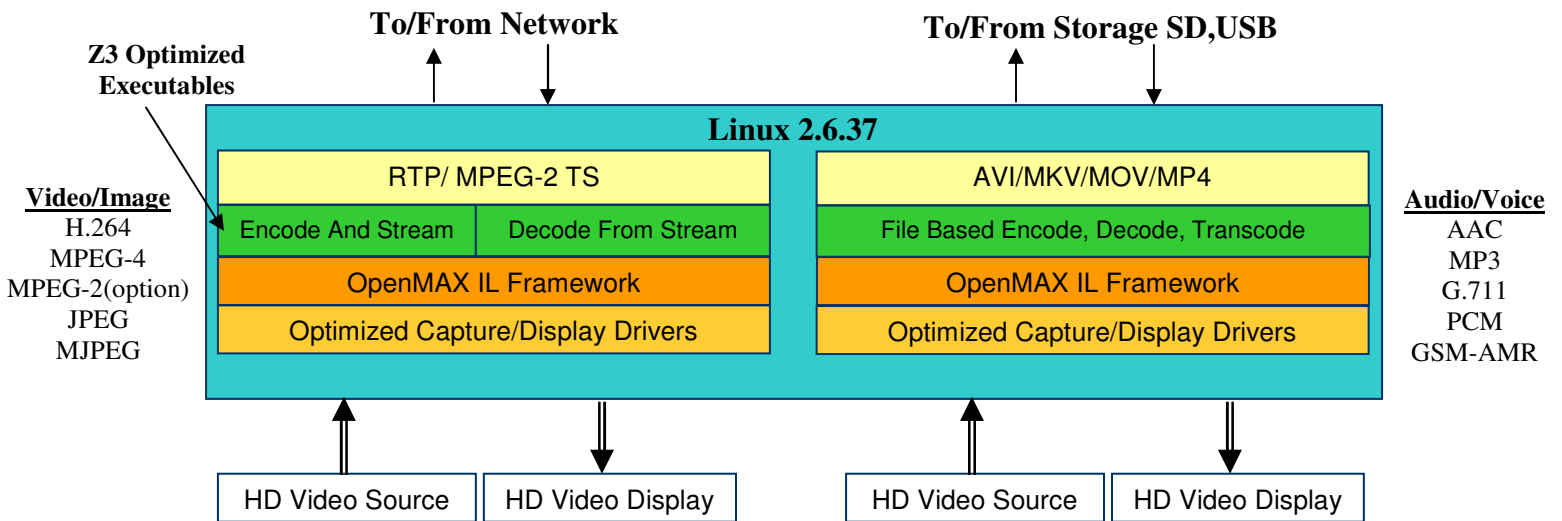 To/From Network
To/From Storage SD,USB
Z3 Optimized
Executables
Linux 2.6.37
RTP/ MPEG-2 TS
AVI/MKV/MOV/MP4
Encode And Stream
Decode From Stream
File Based Encode, Decode, Transcode
OpenMAX IL Framework
OpenMAX IL Framework
Optimized Capture/Display Drivers
Optimized Capture/Display Drivers
Video/Image
H.264
MPEG-4
MPEG-2(option)
JPEG
MJPEG
Audio/Voice
AAC
MP3
G.711
PCM
GSM-AMR
HD Video Source
HD Video Display
HD Video Source
HD Video Display